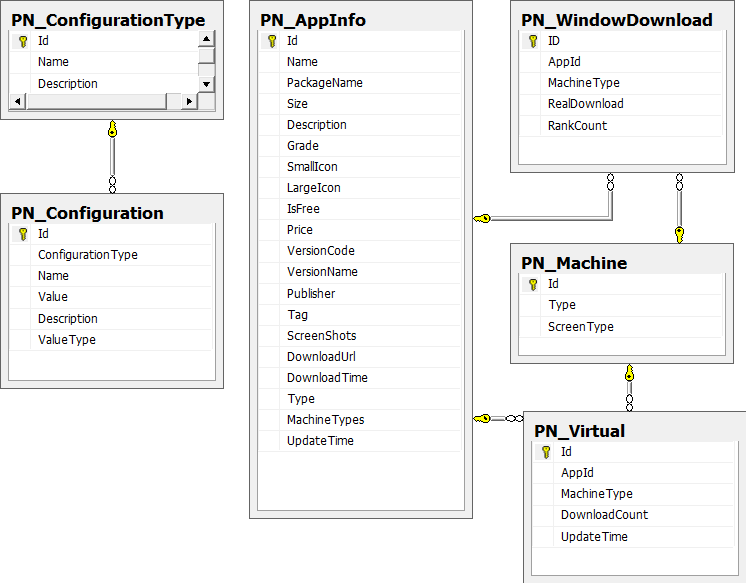 PN_ConfigurationType
Id
Name
Description
PN_Configuration
Id
ConfigurationType
Name
Value
Description
ValueType
PN_AppInfo
Id
Name
PackageName
Size
Description
Grade
SmallIcon
LargeIcon
IsFree
Price
VersionCode
VersionName
Publisher
Tag
ScreenShots
DownloadUrl
DownloadTime
Type
MachineTypes
UpdateTime
PN_WindowDownload
ID
AppId
MachineType
RealDownload
RankCount
PN_Machine
Id
Type
ScreenType
PN_Virtual
Id
AppId
MachineType
DownloadCount
UpdateTime